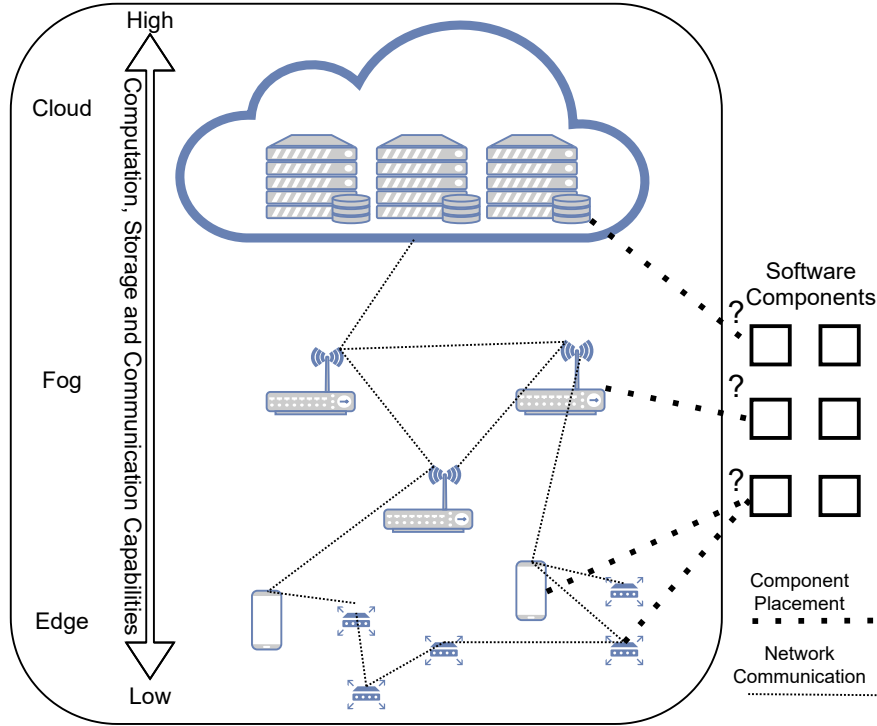 High
Cloud
Computation, Storage and Communication Capabilities
Software
Components
?
Fog
?
?
Component
Placement
Edge
Network
Communication
Low